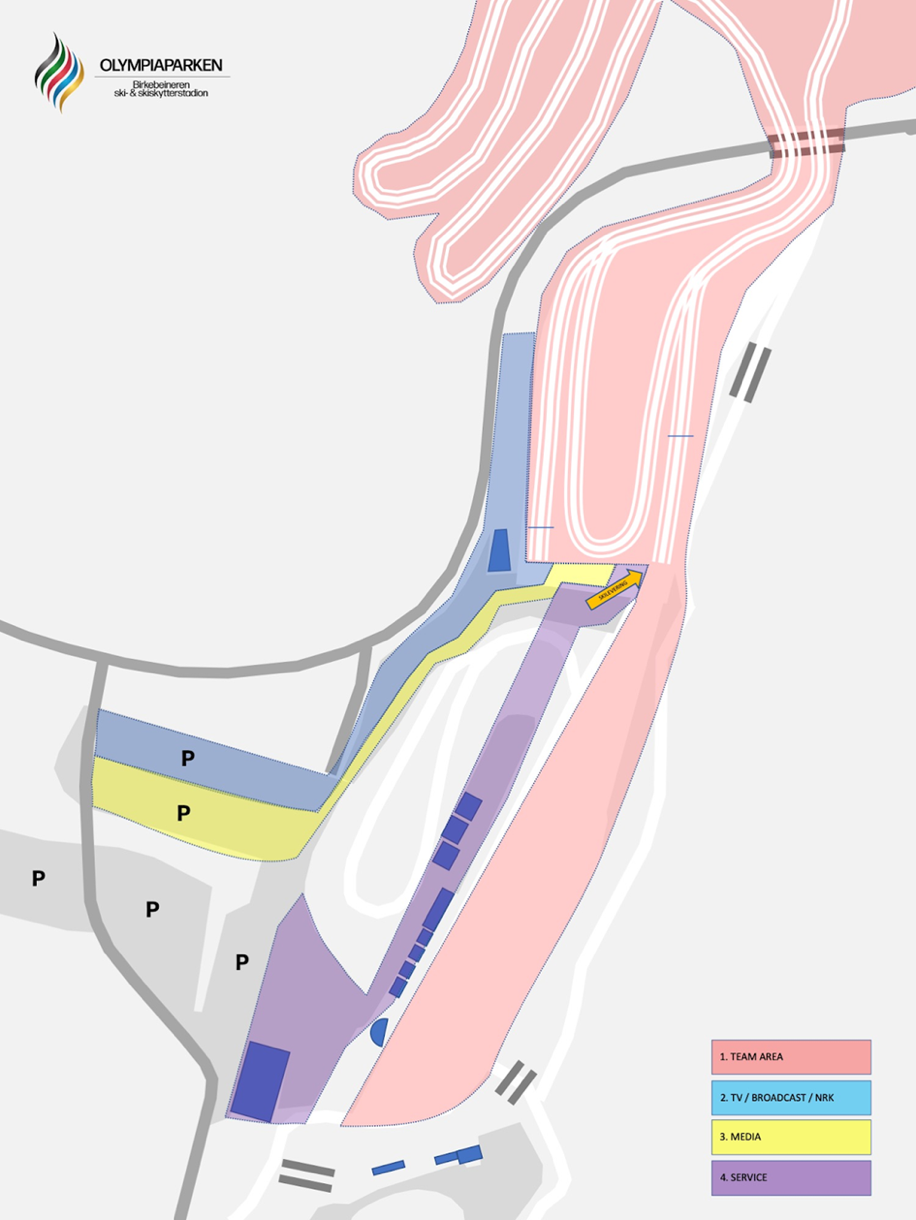 OLYMPIAPARKEN
Birkebeineren
ski- & skiskytterstadion
SKILEVERING
P
P
P
P
P
1. TEAM AREA
2. TV / BROADCAST / NRK
3. MEDIA
4. SERVICE